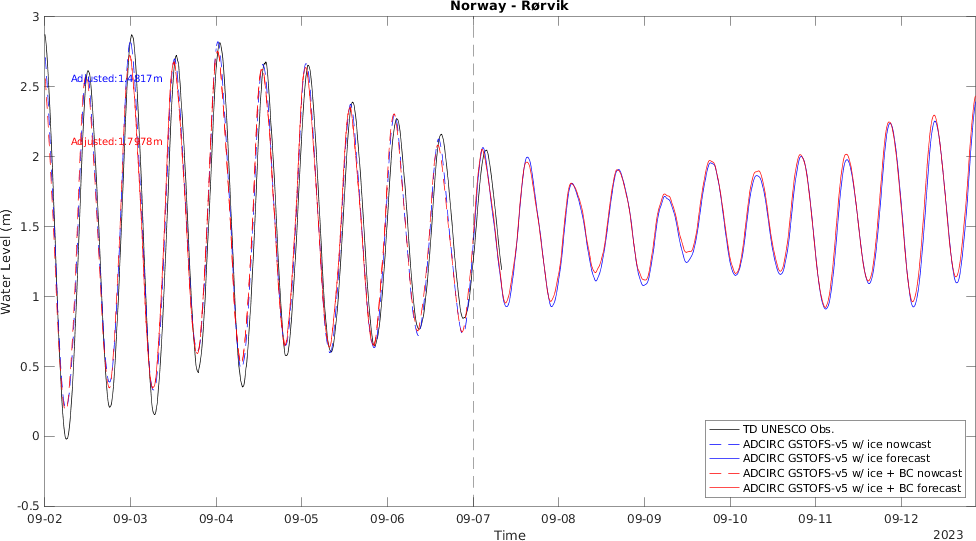 Norway - Rørvik
3
2.5
2
1.5
1
0.5
0
-0.5
Water Level (m)
Adjusted:1.4817m
Adjusted:1.7978m
TD UNESCO Obs.
ADCIRC GSTOFS-v5 w/ ice nowcast
ADCIRC GSTOFS-v5 w/ ice forecast
ADCIRC GSTOFS-v5 w/ ice + BC nowcast
ADCIRC GSTOFS-v5 w/ ice + BC forecast
09-02 09-03 09-04 09-05 09-06 09-07 09-08 09-09 09-10 09-11 09-12
Time
2023